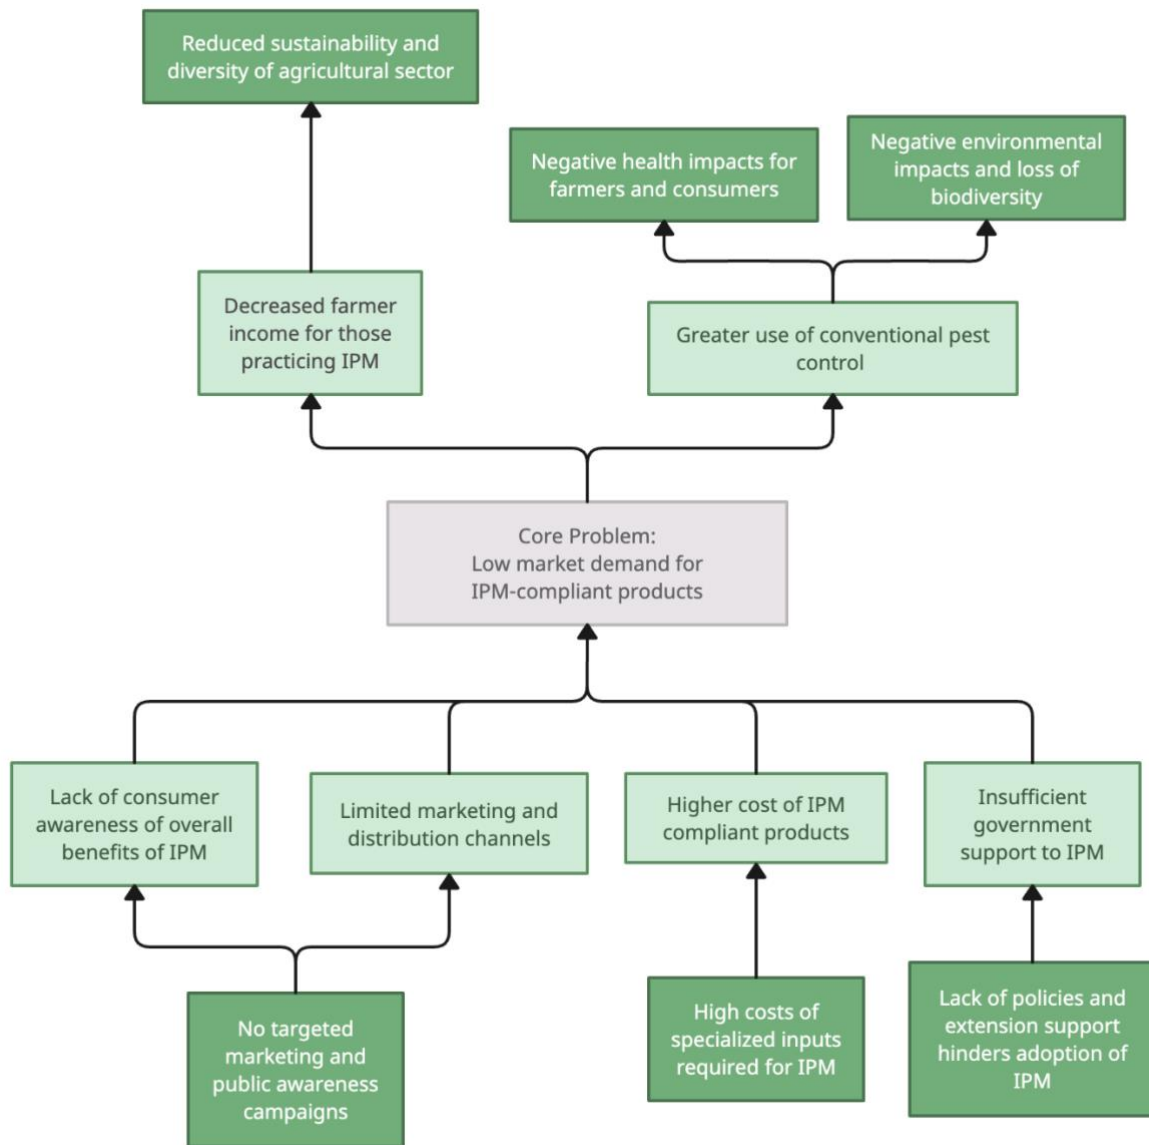 Reduced sustainability and
diversity of agricultural sector
Negative health impacts for
farmers and consumers
Negative environmental
impacts and loss of
biodiversity
Decreased farmer
income for those
practicing IPM
Greater use of conventional pest
control
Core Problem:
Low market demand for
IPM-compliant products
Lack of consumer
awareness of overall
benefits of IPM
Limited marketing and
distribution channels
Higher cost of IPM
compliant products
Insufficient
government
support to IPM
No targeted
marketing and
public awareness
campaigns
High costs of
specialized inputs
required for IPM
Lack of policies and
extension support
hinders adoption of
IPM